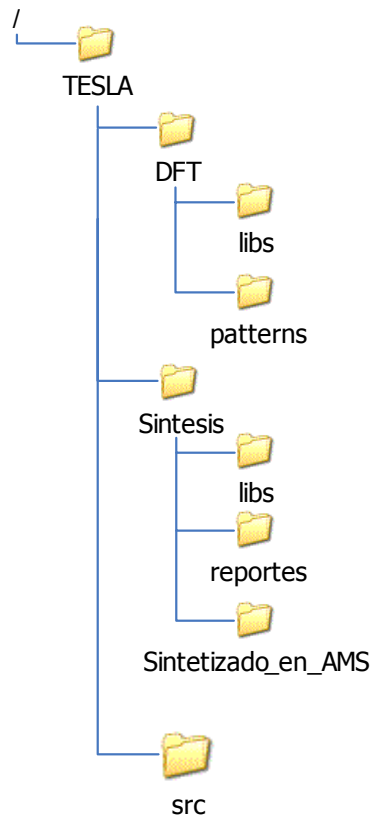 /
TESLA
DFT
libs
patterns
Sintesis
libs
reportes
Sintetizado_en_AMS
src